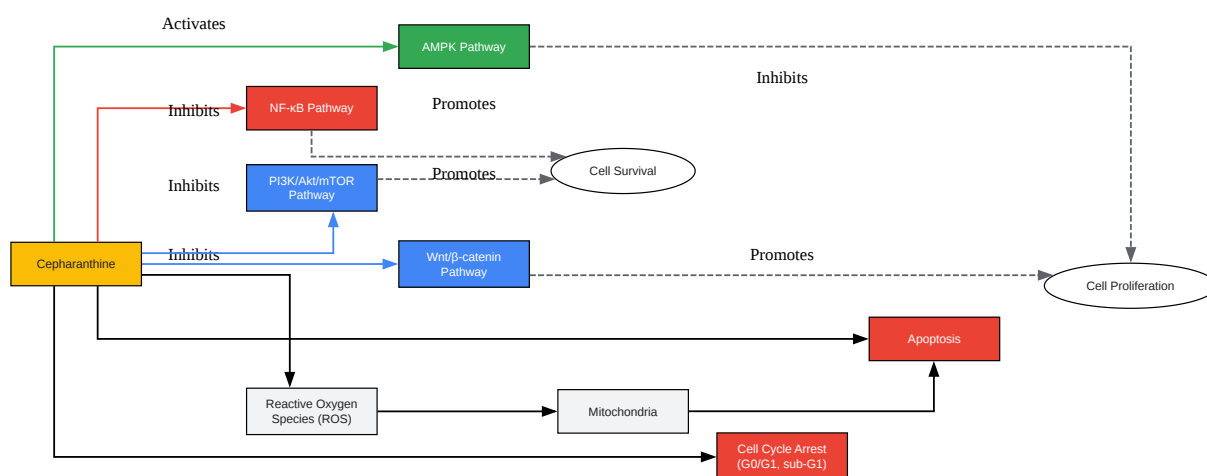 Activates
AMPK Pathway
Inhibits
NF-κB Pathway
Promotes
Inhibits
Cell Survival
PI3K/Akt/mTOR
Pathway
Promotes
Inhibits
Cepharanthine
Inhibits
Wnt/β-catenin
Pathway
Promotes
Cell Proliferation
Apoptosis
Reactive Oxygen
Species (ROS)
Mitochondria
Cell Cycle Arrest
(G0/G1, sub-G1)